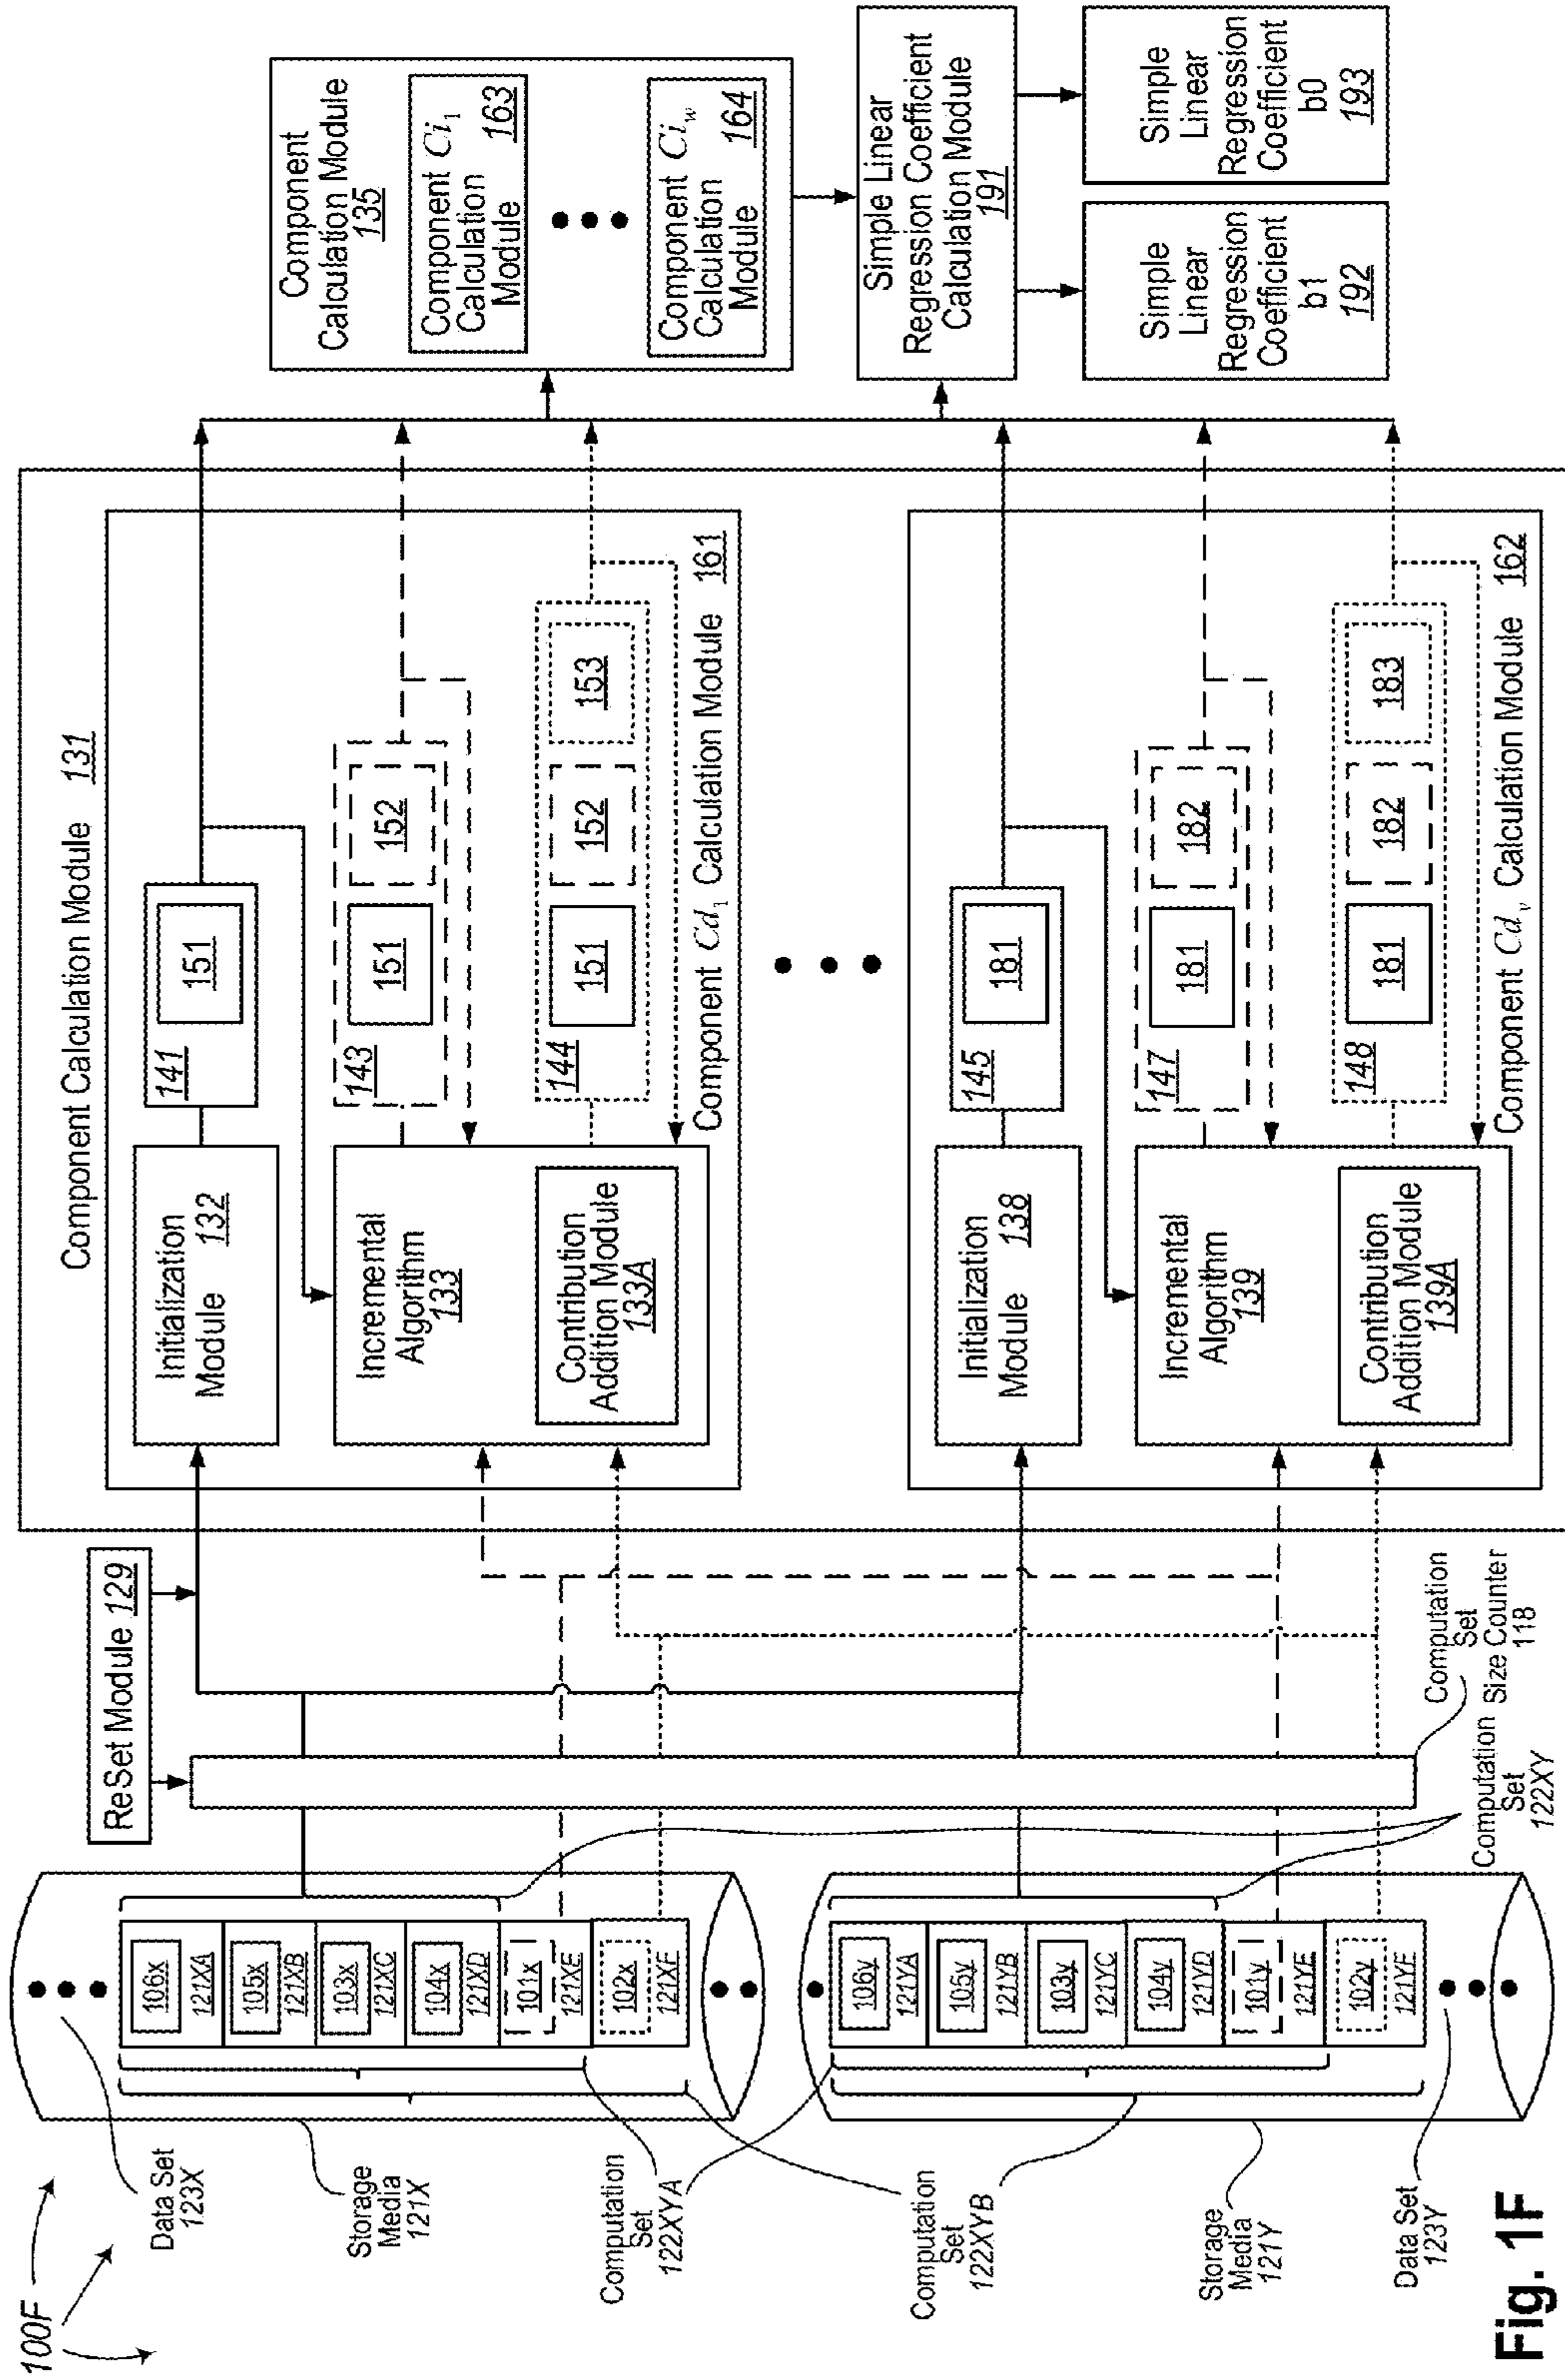 100F
Data Set
123X
Storage
Media
121X
Computation
Set
122XYA
Computation
Set
122XYB
Storage
Media
121Y
Data Set
123Y
106x
121XA
105x
121XB
103x
121XC
104x
121XD
101x
121XE
102x
121XF
106y
121YA
105y
121YB
103y
121YC
104y
121YD
101y
121YE
102y
121YF
ReSet Module 129
Computation
Set
Size Counter
118
Computation
Set
122XY
Component Calculation Module 131
Initialization
Module 132
141
151
Incremental
Algorithm
133
Contribution
Addition Module
133A
143
151
152
144
151
152
153
Component Cd1 Calculation Module 161
Initialization
Module 138
145
181
Incremental
Algorithm
139
Contribution
Addition Module
139A
147
181
182
148
181
182
183
Component Cdv Calculation Module 162
Component
Calculation Module
135
Component Ci1
Calculation
Module 163
Component Ciw
Calculation
Module 164
Simple Linear
Regression Coefficient
Calculation Module
191
Simple
Linear
Regression
Coefficient
b1
192
Simple
Linear
Regression
Coefficient
b0
193
Fig. 1F